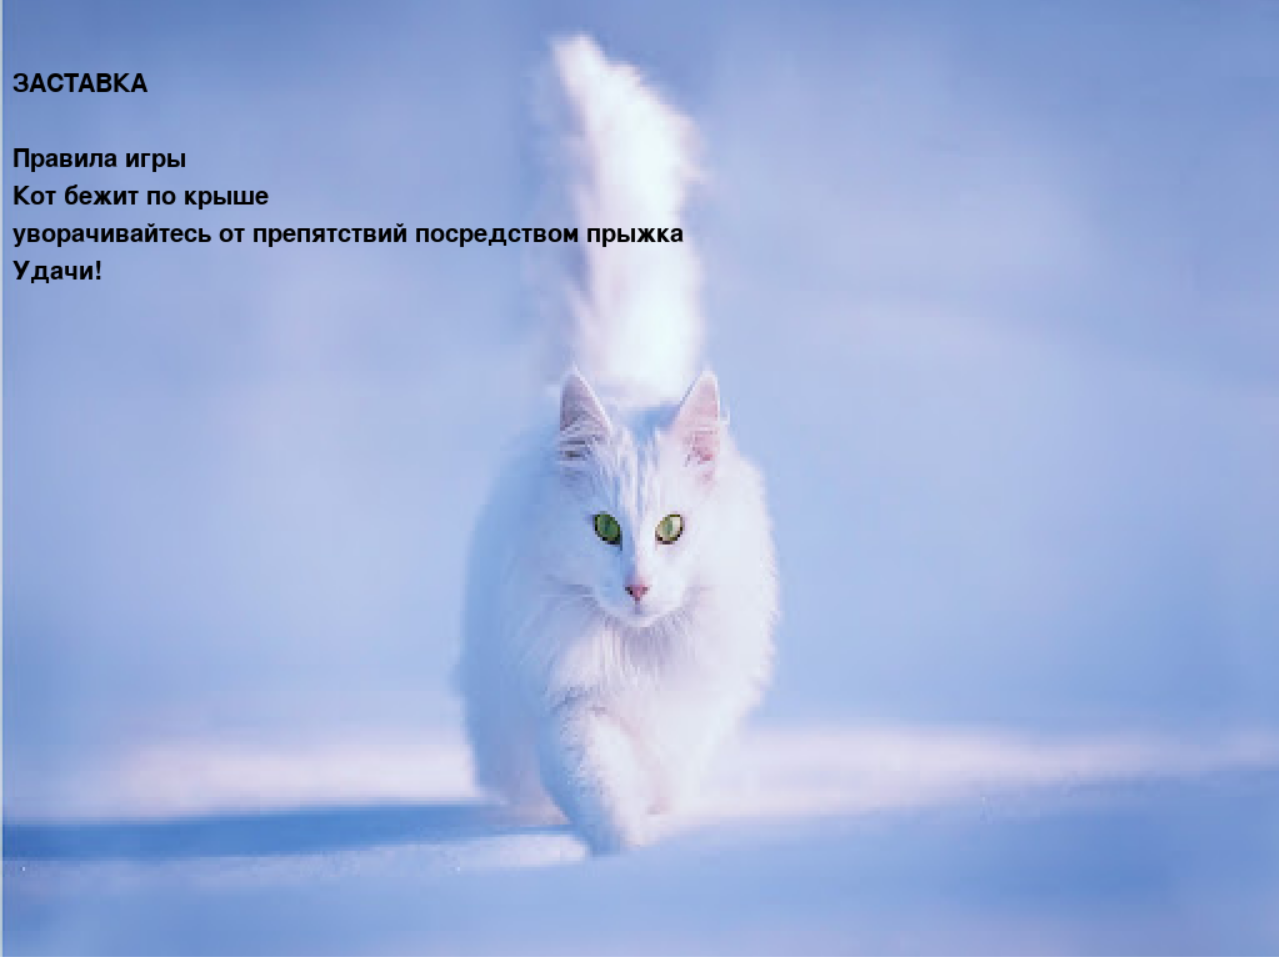 ЗАСТАВКА
Правила игры
Кот бежит по крыше
уворачивайтесь от препятствий посредством прыжка
Удачи!